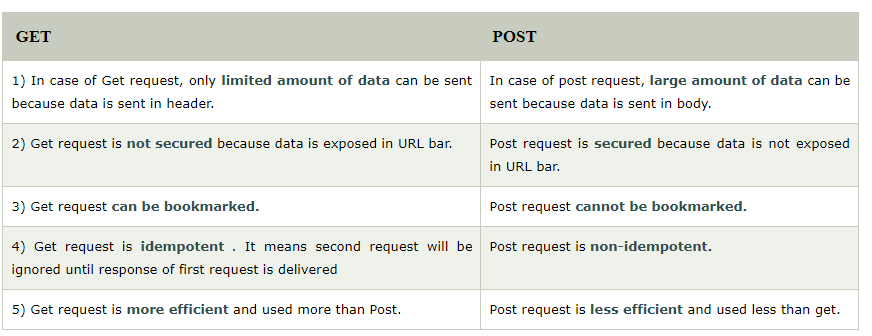 GET
POST
1) In case of Get request, only limited amount of data can be sent
because data is sent in header.
In case of post request, large amount of data can be
sent because data is sent in body.
2) Get request is not secured because data is exposed in URL bar.
Post request is secured because data is not exposed
in URL bar.
3) Get request can be bookmarked.
Post request cannot be bookmarked.
4) Get request is idempotent . It means second request will be
ignored until response of first request is delivered
Post request is non-idempotent.
5) Get request is more efficient and used more than Post.
Post request is less efficient and used less than get.